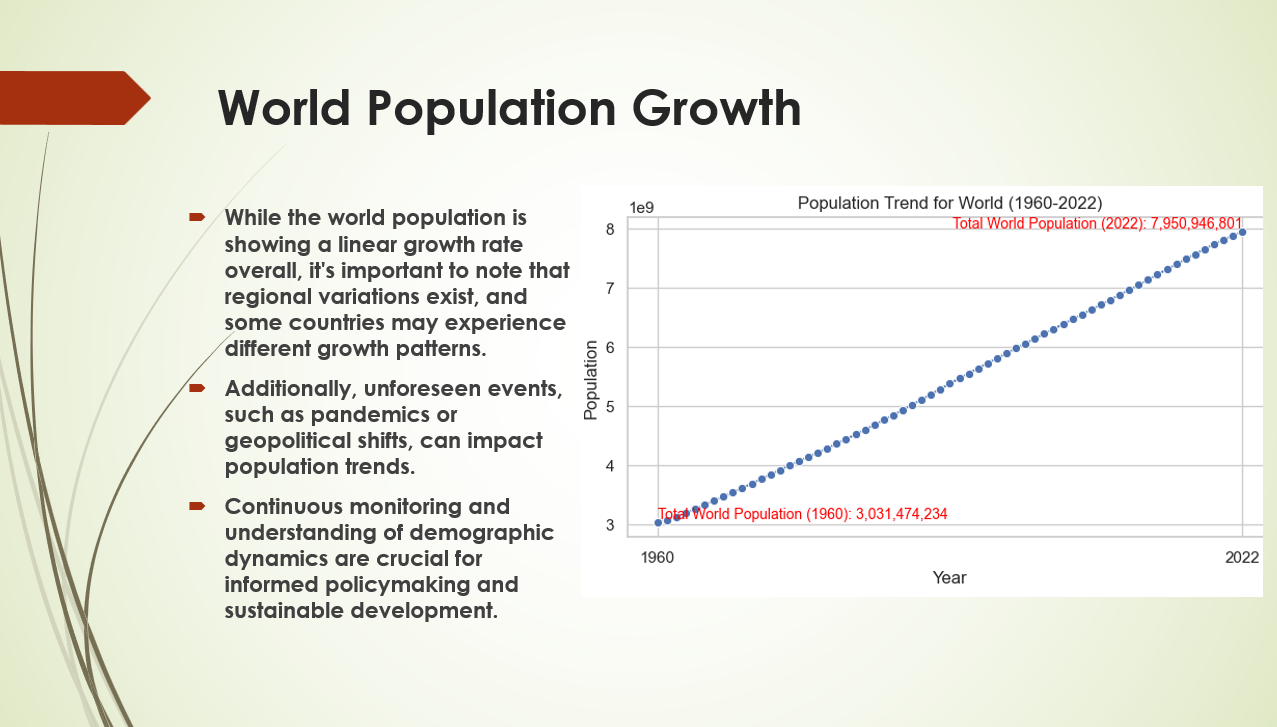 World Population Growth
While the world population is
showing a linear growth rate
overall, it's important to note that
regional variations exist, and
some countries may experience
different growth patterns.
Additionally, unforeseen events,
such as pandemics or
geopolitical shifts, can impact
population trends.
Continuous monitoring and
understanding of demographic
dynamics are crucial for
informed policymaking and
sustainable development.
Population Trend for World (1960-2022)
1e9
Total World Population (2022): 7,950,946,801
8
7
6
5
4
3
Population
Total World Population (1960): 3,031,474,234
1960
2022
Year